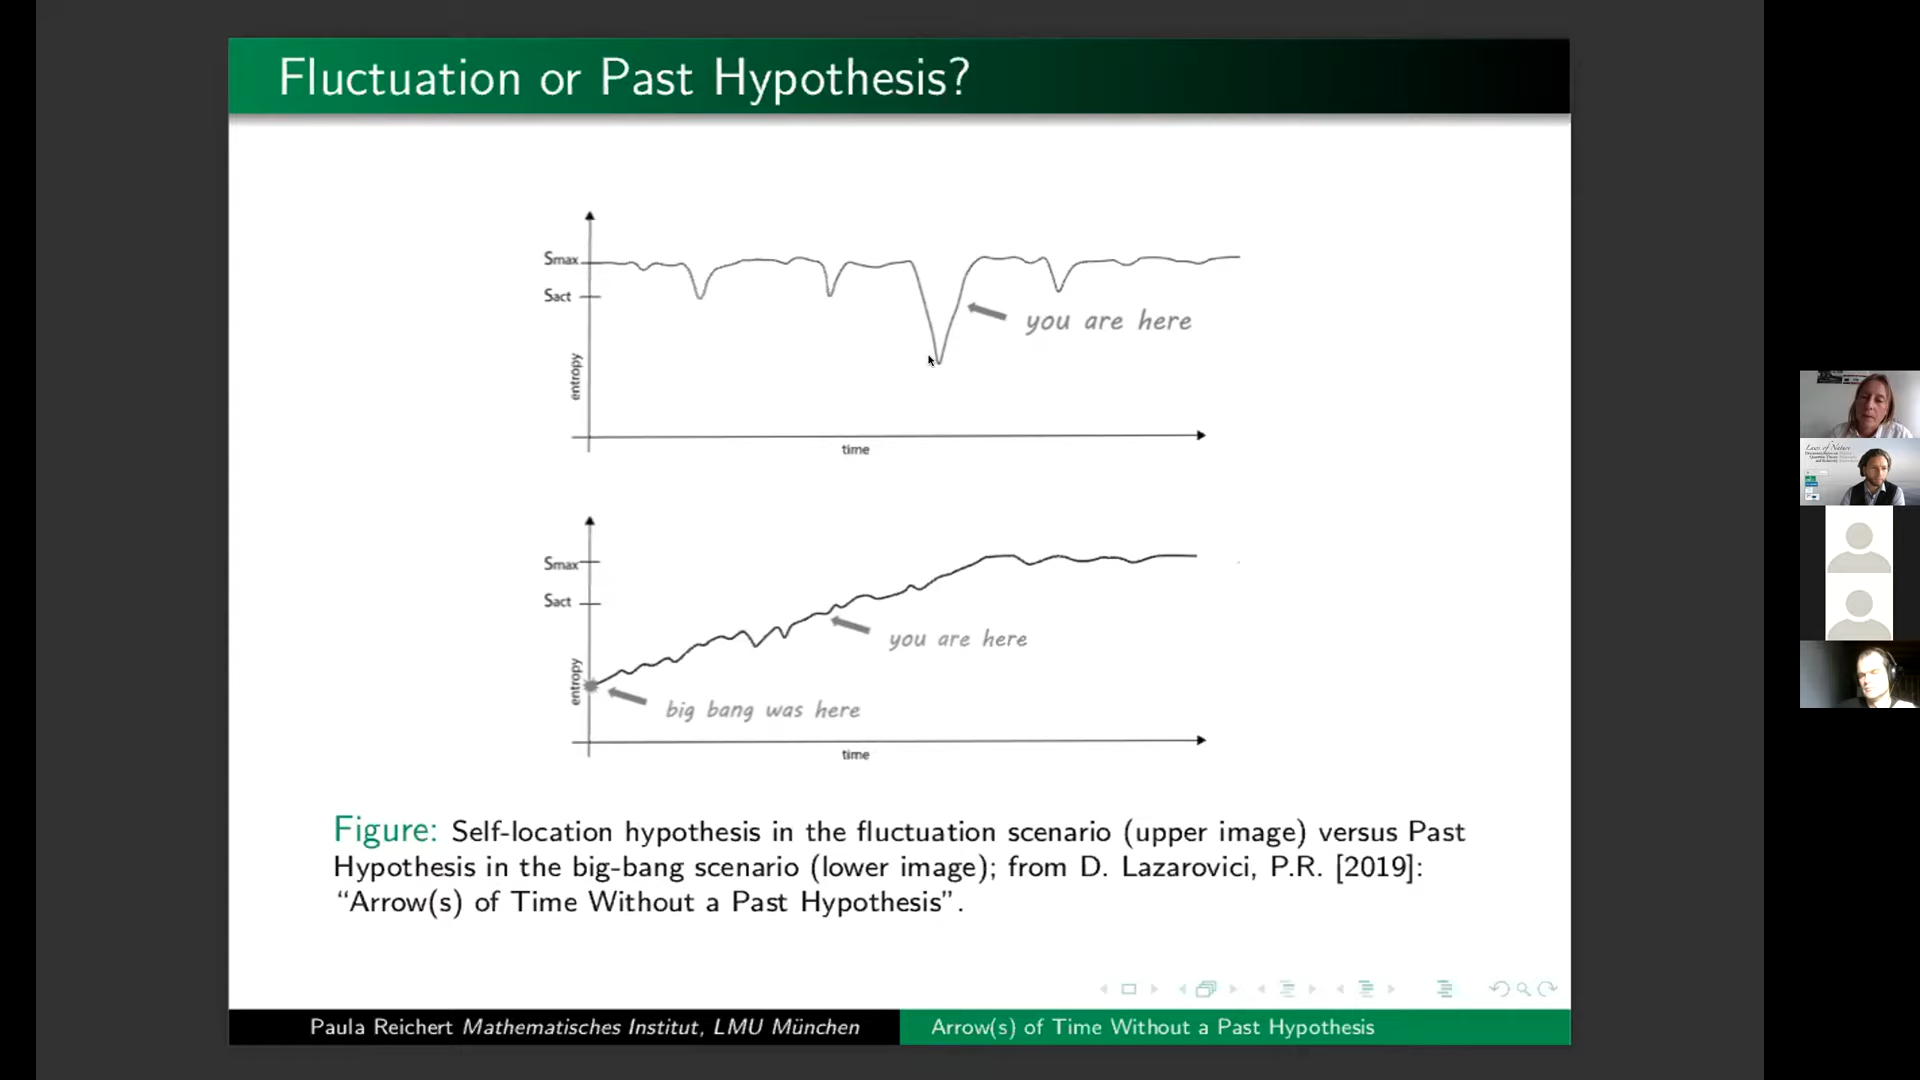 Fluctuation or Past Hypothesis?
Smax
Sact
entropy
you are here
time
Smax
Sact
entropy
you are here
big bang was here
time
Figure: Self-location hypothesis in the fluctuation scenario (upper image) versus Past
Hypothesis in the big-bang scenario (lower image); from D. Lazarovici, P.R. [2019]:
“Arrow(s) of Time Without a Past Hypothesis”.
Paula Reichert Mathematisches Institut, LMU München
Arrow(s) of Time Without a Past Hypothesis
Laws of Nature